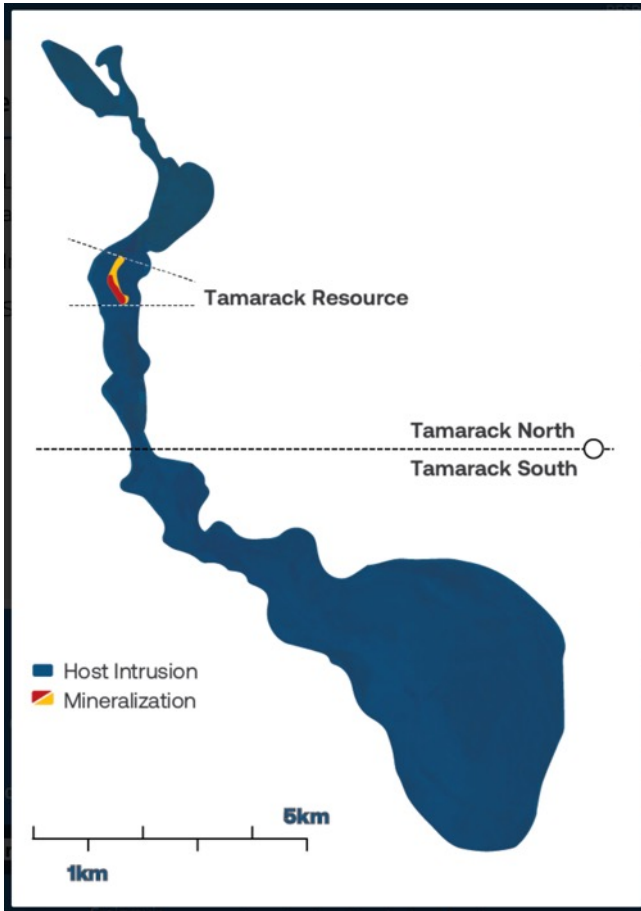 Tamarack Resource
Tamarack North
Tamarack South
Host Intrusion
Mineralization
5km
1km